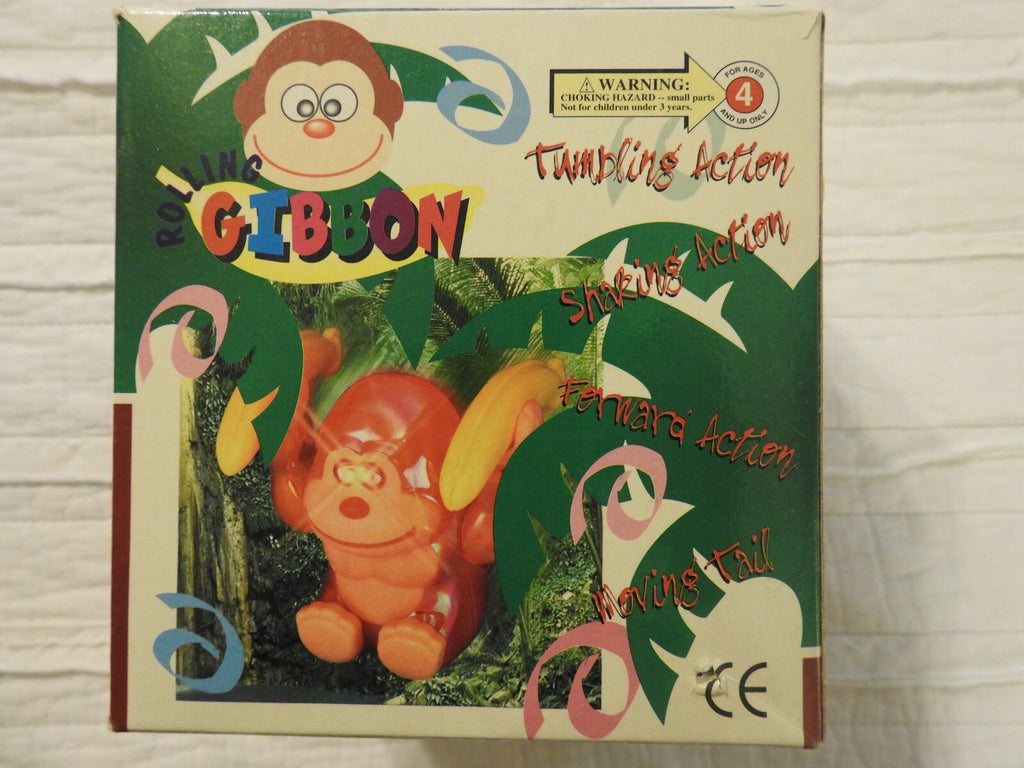 ⚠ WARNING:
CHOKING HAZARD -- small parts
Not for children under 3 years.
FOR AGES
4
AND UP ONLY
ROLLING
GIBBON
Tumbling Action
Shaking Action
Forward Action
Moving Tail
CE